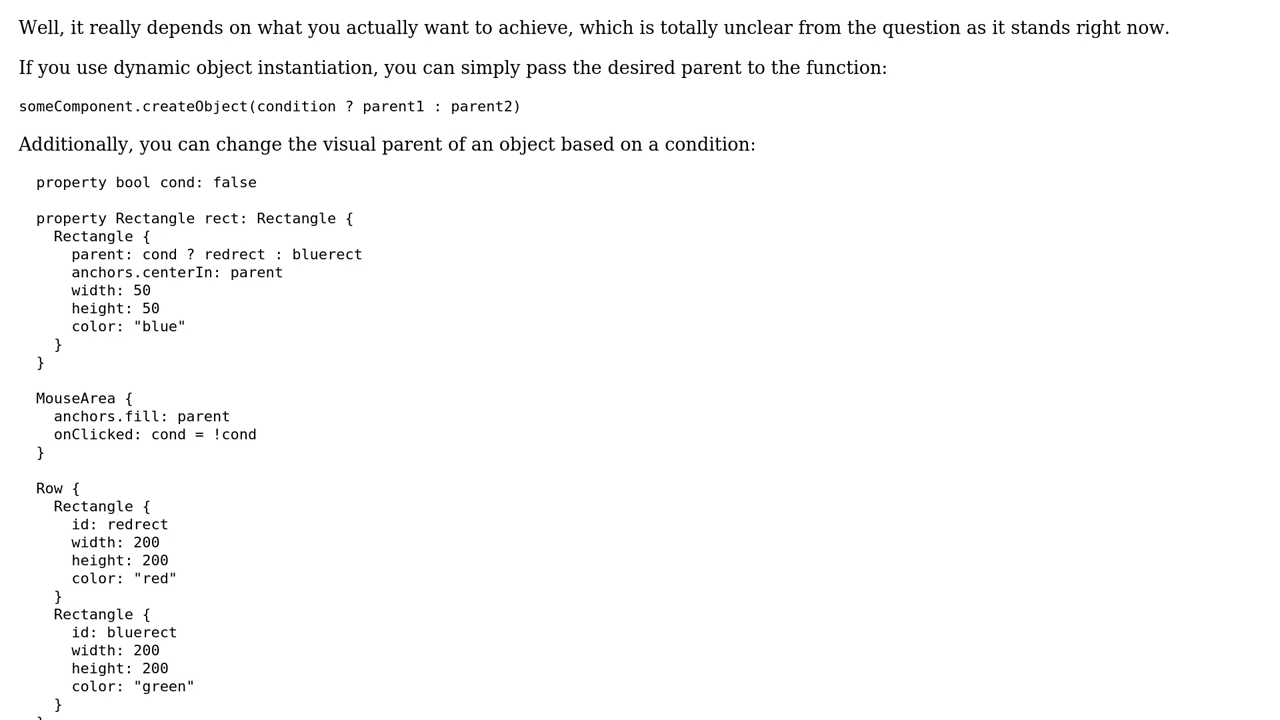 Well, it really depends on what you actually want to achieve, which is totally unclear from the question as it stands right now.
If you use dynamic object instantiation, you can simply pass the desired parent to the function:
someComponent.createObject(condition ? parent1 : parent2)
Additionally, you can change the visual parent of an object based on a condition:
  property bool cond: false

  property Rectangle rect: Rectangle {
    Rectangle {
      parent: cond ? redrect : bluerect
      anchors.centerIn: parent
      width: 50
      height: 50
      color: "blue"
    }
  }

  MouseArea {
    anchors.fill: parent
    onClicked: cond = !cond
  }

  Row {
    Rectangle {
      id: redrect
      width: 200
      height: 200
      color: "red"
    }
    Rectangle {
      id: bluerect
      width: 200
      height: 200
      color: "green"
    }
  }